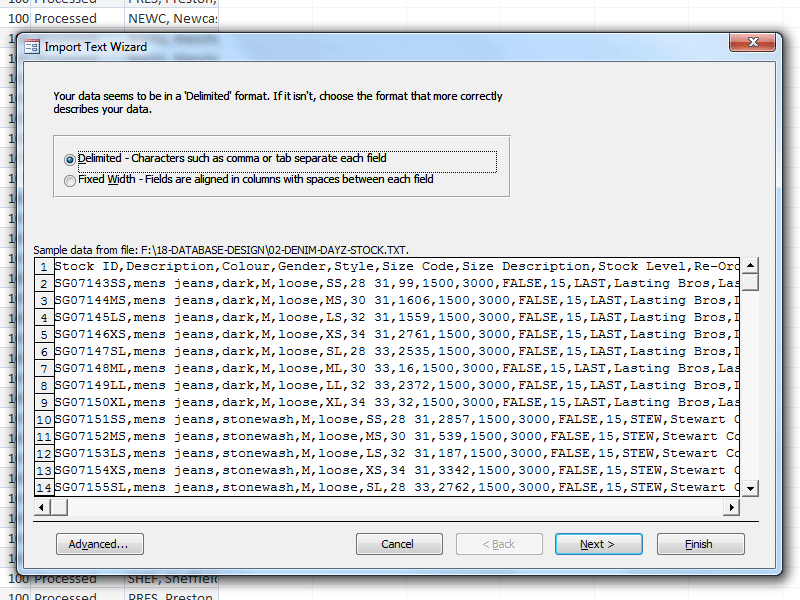 100 Processed PRES, Preston,
100 Processed NEWC, Newcas
Import Text Wizard
Your data seems to be in a 'Delimited' format. If it isn't, choose the format that more correctly
describes your data.
Delimited - Characters such as comma or tab separate each field
Fixed Width - Fields are aligned in columns with spaces between each field
Sample data from file: F:\18-DATABASE-DESIGN\02-DENIM-DAYZ-STOCK.TXT.
1 Stock ID,Description,Colour,Gender,Style,Size Code,Size Description,Stock Level,Re-Ord
2 SG07143SS,mens jeans,dark,M,loose,SS,28 31,99,1500,3000,FALSE,15,LAST,Lasting Bros,Las
3 SG07144MS,mens jeans,dark,M,loose,MS,30 31,1606,1500,3000,FALSE,15,LAST,Lasting Bros,L
4 SG07145LS,mens jeans,dark,M,loose,LS,32 31,1559,1500,3000,FALSE,15,LAST,Lasting Bros,L
5 SG07146XS,mens jeans,dark,M,loose,XS,34 31,2761,1500,3000,FALSE,15,LAST,Lasting Bros,L
6 SG07147SL,mens jeans,dark,M,loose,SL,28 33,2535,1500,3000,FALSE,15,LAST,Lasting Bros,L
7 SG07148ML,mens jeans,dark,M,loose,ML,30 33,16,1500,3000,FALSE,15,LAST,Lasting Bros,Las
8 SG07149LL,mens jeans,dark,M,loose,LL,32 33,2372,1500,3000,FALSE,15,LAST,Lasting Bros,L
9 SG07150XL,mens jeans,dark,M,loose,XL,34 33,32,1500,3000,FALSE,15,LAST,Lasting Bros,Las
10 SG07151SS,mens jeans,stonewash,M,loose,SS,28 31,2857,1500,3000,FALSE,15,STEW,Stewart C
11 SG07152MS,mens jeans,stonewash,M,loose,MS,30 31,539,1500,3000,FALSE,15,STEW,Stewart Co
12 SG07153LS,mens jeans,stonewash,M,loose,LS,32 31,187,1500,3000,FALSE,15,STEW,Stewart Co
13 SG07154XS,mens jeans,stonewash,M,loose,XS,34 31,3342,1500,3000,FALSE,15,STEW,Stewart C
14 SG07155SL,mens jeans,stonewash,M,loose,SL,28 33,2762,1500,3000,FALSE,15,STEW,Stewart C
Advanced... Cancel < Back Next > Finish
100 Processed SHEF, Sheffield
100 Processed PRES, Preston,